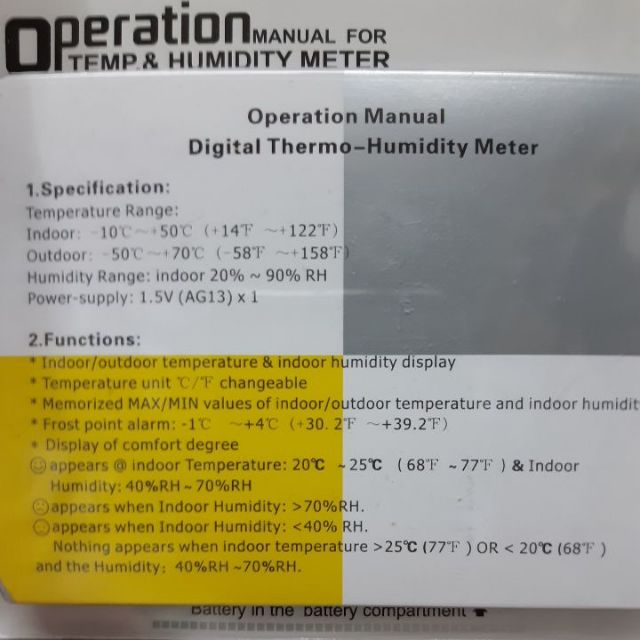 Operation MANUAL FOR
TEMP.& HUMIDITY METER
Operation Manual
Digital Thermo-Humidity Meter
1.Specification:
Temperature Range:
Indoor: -10℃~+50℃ (+14℉ ~+122℉)
Outdoor: -50℃~+70℃ (-58℉ ~+158℉)
Humidity Range: indoor 20% ~ 90% RH
Power-supply: 1.5V (AG13) x 1
2.Functions:
* Indoor/outdoor temperature & indoor humidity display
* Temperature unit ℃/℉ changeable
* Memorized MAX/MIN values of indoor/outdoor temperature and indoor humidit
* Frost point alarm: -1℃ ~+4℃ (+30. 2℉ ~+39.2℉)
* Display of comfort degree
appears @ indoor Temperature: 20℃ ~25℃ (68℉ ~77℉ ) & Indoor
Humidity: 40%RH ~ 70%RH
appears when Indoor Humidity: >70%RH.
appears when Indoor Humidity: <40% RH.
Nothing appears when indoor temperature >25℃ (77℉ ) OR < 20℃ (68℉ )
and the Humidity: 40%RH ~70%RH.
Battery in the battery compartment